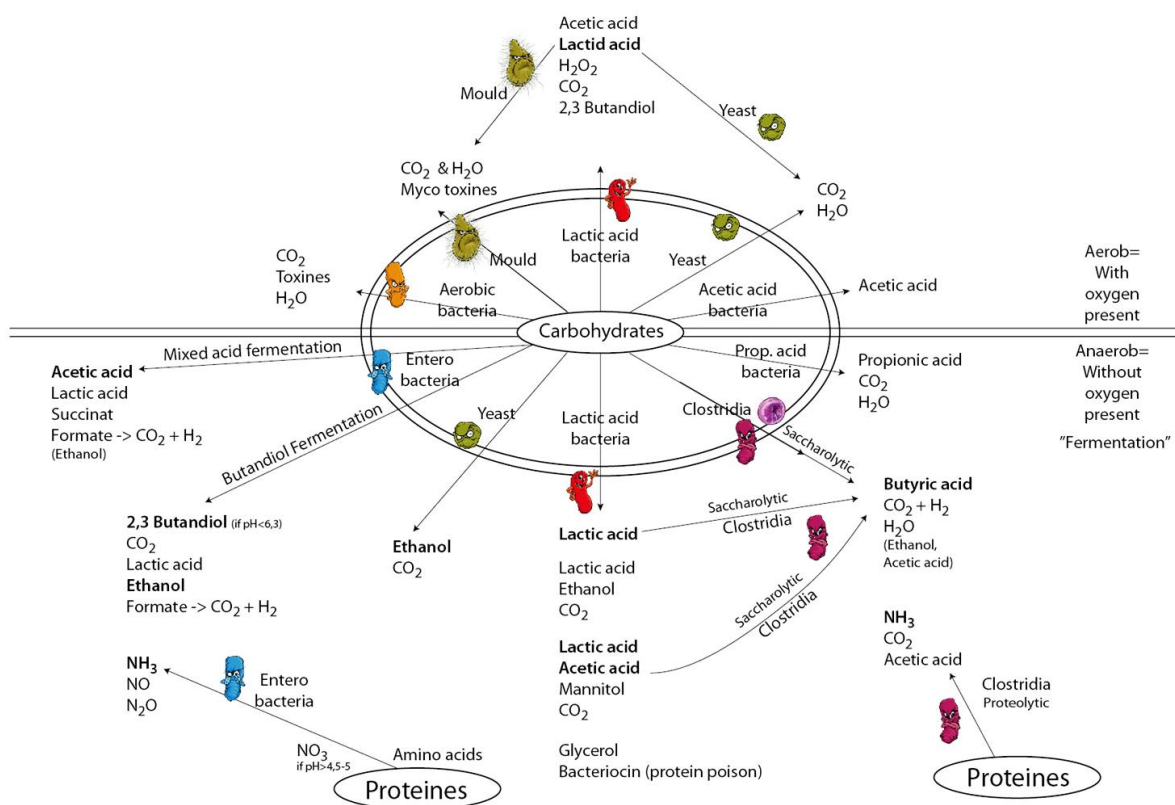 Acetic acid
Lactid acid
H₂O₂
CO₂
2,3 Butandiol
Mould
Yeast
CO₂ & H₂O
Myco toxines
CO₂
H₂O
Lactic acid
bacteria
Mould
Yeast
CO₂
Toxines
H₂O
Aerobic
bacteria
Acetic acid
bacteria
Acetic acid
Aerob=
With
oxygen
present
Carbohydrates
Mixed acid fermentation
Entero
bacteria
Prop. acid
bacteria
Propionic acid
CO₂
H₂O
Anaerob=
Without
oxygen
present
"Fermentation"
Acetic acid
Lactic acid
Succinat
Formate -> CO₂ + H₂
(Ethanol)
Butandiol Fermentation
Yeast
Lactic acid
bacteria
Clostridia
Saccharolytic
2,3 Butandiol (if pH<6,3)
CO₂
Lactic acid
Ethanol
Formate -> CO₂ + H₂
Ethanol
CO₂
Lactic acid
Saccharolytic
Clostridia
Butyric acid
CO₂ + H₂
H₂O
(Ethanol,
Acetic acid)
Lactic acid
Ethanol
CO₂
Saccharolytic
Clostridia
Lactic acid
Acetic acid
Mannitol
CO₂
Glycerol
Bacteriocin (protein poison)
NH₃
NO
N₂O
Entero
bacteria
NO₃
if pH>4,5-5
Amino acids
Proteines
NH₃
CO₂
Acetic acid
Clostridia
Proteolytic
Proteines